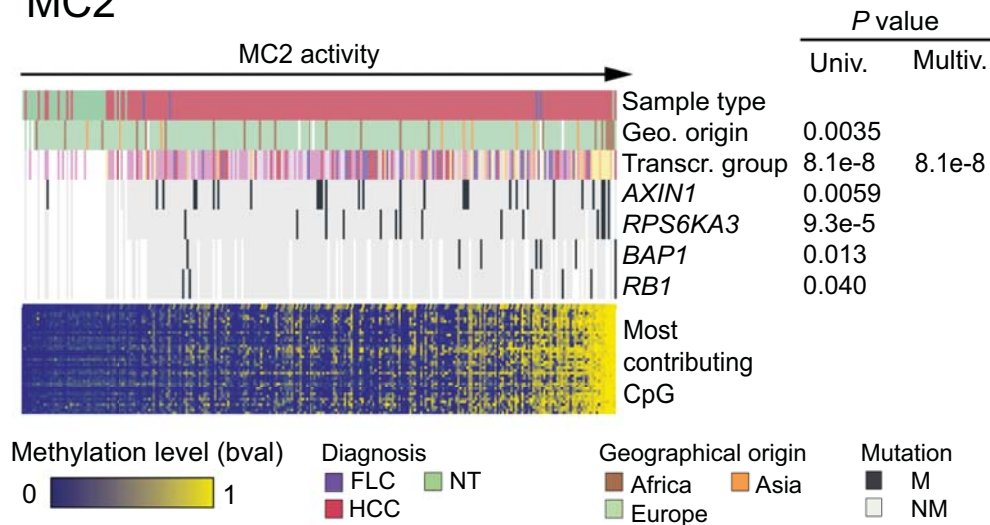 MC2
P value
MC2 activity
Univ. Multiv.
Sample type
Geo. origin 0.0035
Transcr. group 8.1e-8 8.1e-8
AXIN1 0.0059
RPS6KA3 9.3e-5
BAP1 0.013
RB1 0.040
Most
contributing
CpG
Methylation level (bval)
0 1
Diagnosis
FLC NT
HCC
Geographical origin
Africa Asia
Europe
Mutation
M
NM